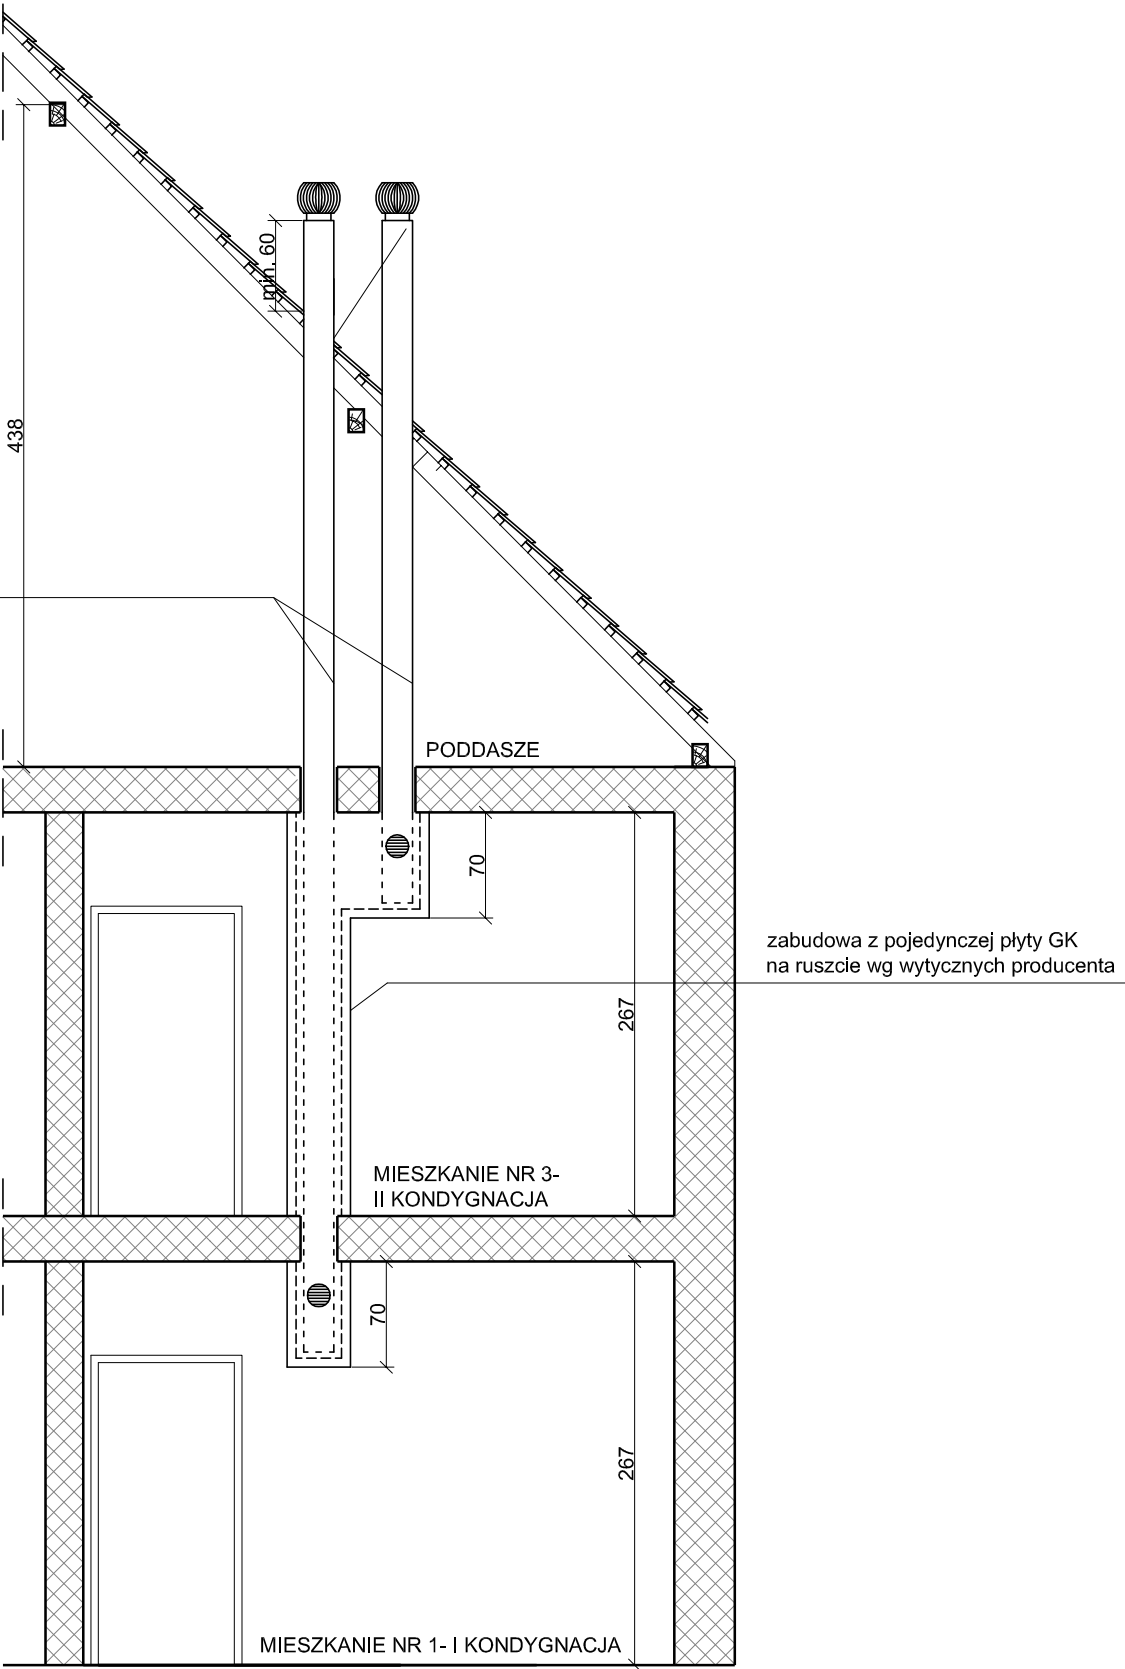 min. 60
438
PODDASZE
70
zabudowa z pojedynczej płyty GK
na ruszcie wg wytycznych producenta
267
MIESZKANIE NR 3-
II KONDYGNACJA
70
267
MIESZKANIE NR 1- I KONDYGNACJA